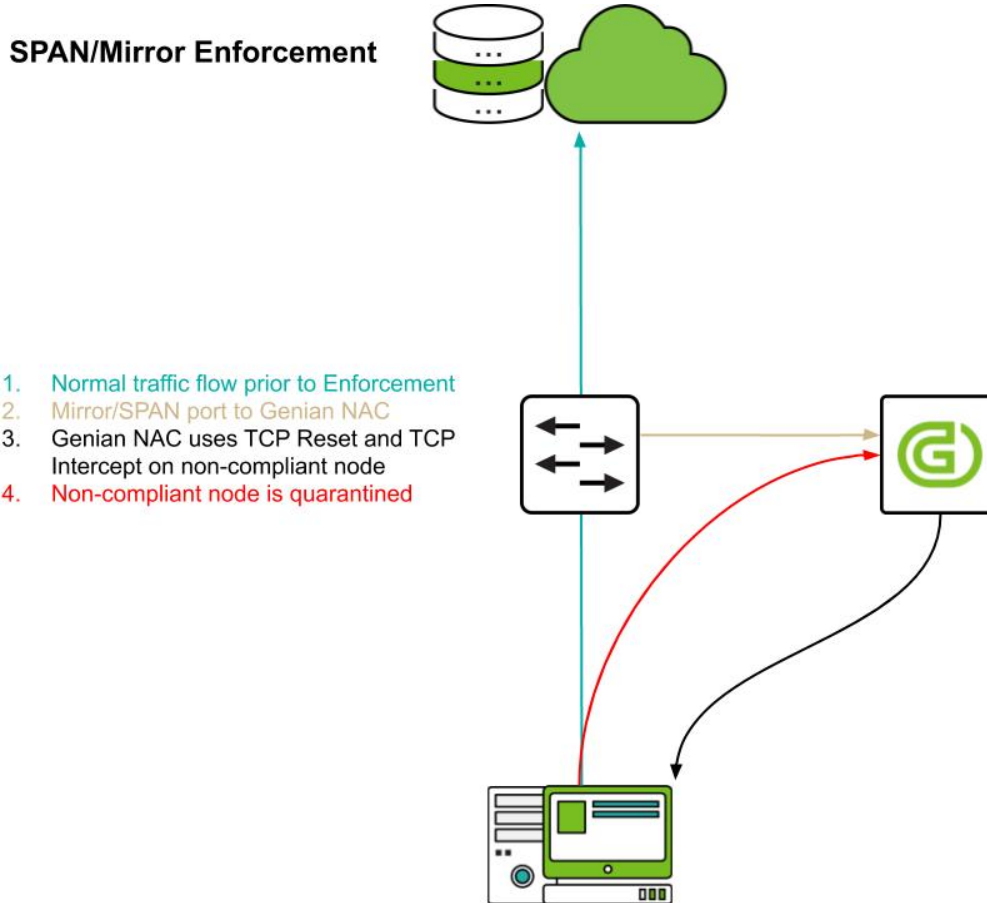 SPAN/Mirror Enforcement
1. Normal traffic flow prior to Enforcement
2. Mirror/SPAN port to Genian NAC
3. Genian NAC uses TCP Reset and TCP
Intercept on non-compliant node
4. Non-compliant node is quarantined
G